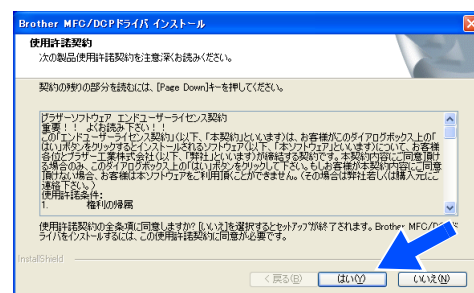 Brother MFC/DCPドライバ インストール
使用許諾契約
次の製品使用許諾契約を注意深くお読みください。
契約の残りの部分を読むには、[Page Down]キーを押してください。
ブラザーソフトウェア エンドユーザーライセンス契約
重要！！ よくお読み下さい！！
この「エンドユーザーライセンス契約」(以下、「本契約」といいます)は、お客様がこのダイアログボックス上の「
はい」ボタンをクリックするとインストールされるソフトウェア(以下、「本ソフトウェア」といいます)について、お客様
各位とブラザー工業株式会社(以下、「弊社」といいます)が締結する契約です。本契約内容にご同意頂け
る場合のみ、このダイアログボックス上の「はい」ボタンをクリックして下さい。もしお客様が本契約内容にご同意
頂けない場合、お客様は本ソフトウェアをご利用頂くことができません。(その場合は弊社若しくは購入元にご
連絡下さい。)
使用許諾条件:
1. 権利の帰属
使用許諾契約の全条項に同意しますか? [いいえ]を選択するとセットアップが終了されます。Brother MFC/DCPド
ライバをインストールするには、この使用許諾契約に同意が必要です。
InstallShield
< 戻る(B) はい(Y) いいえ(N)